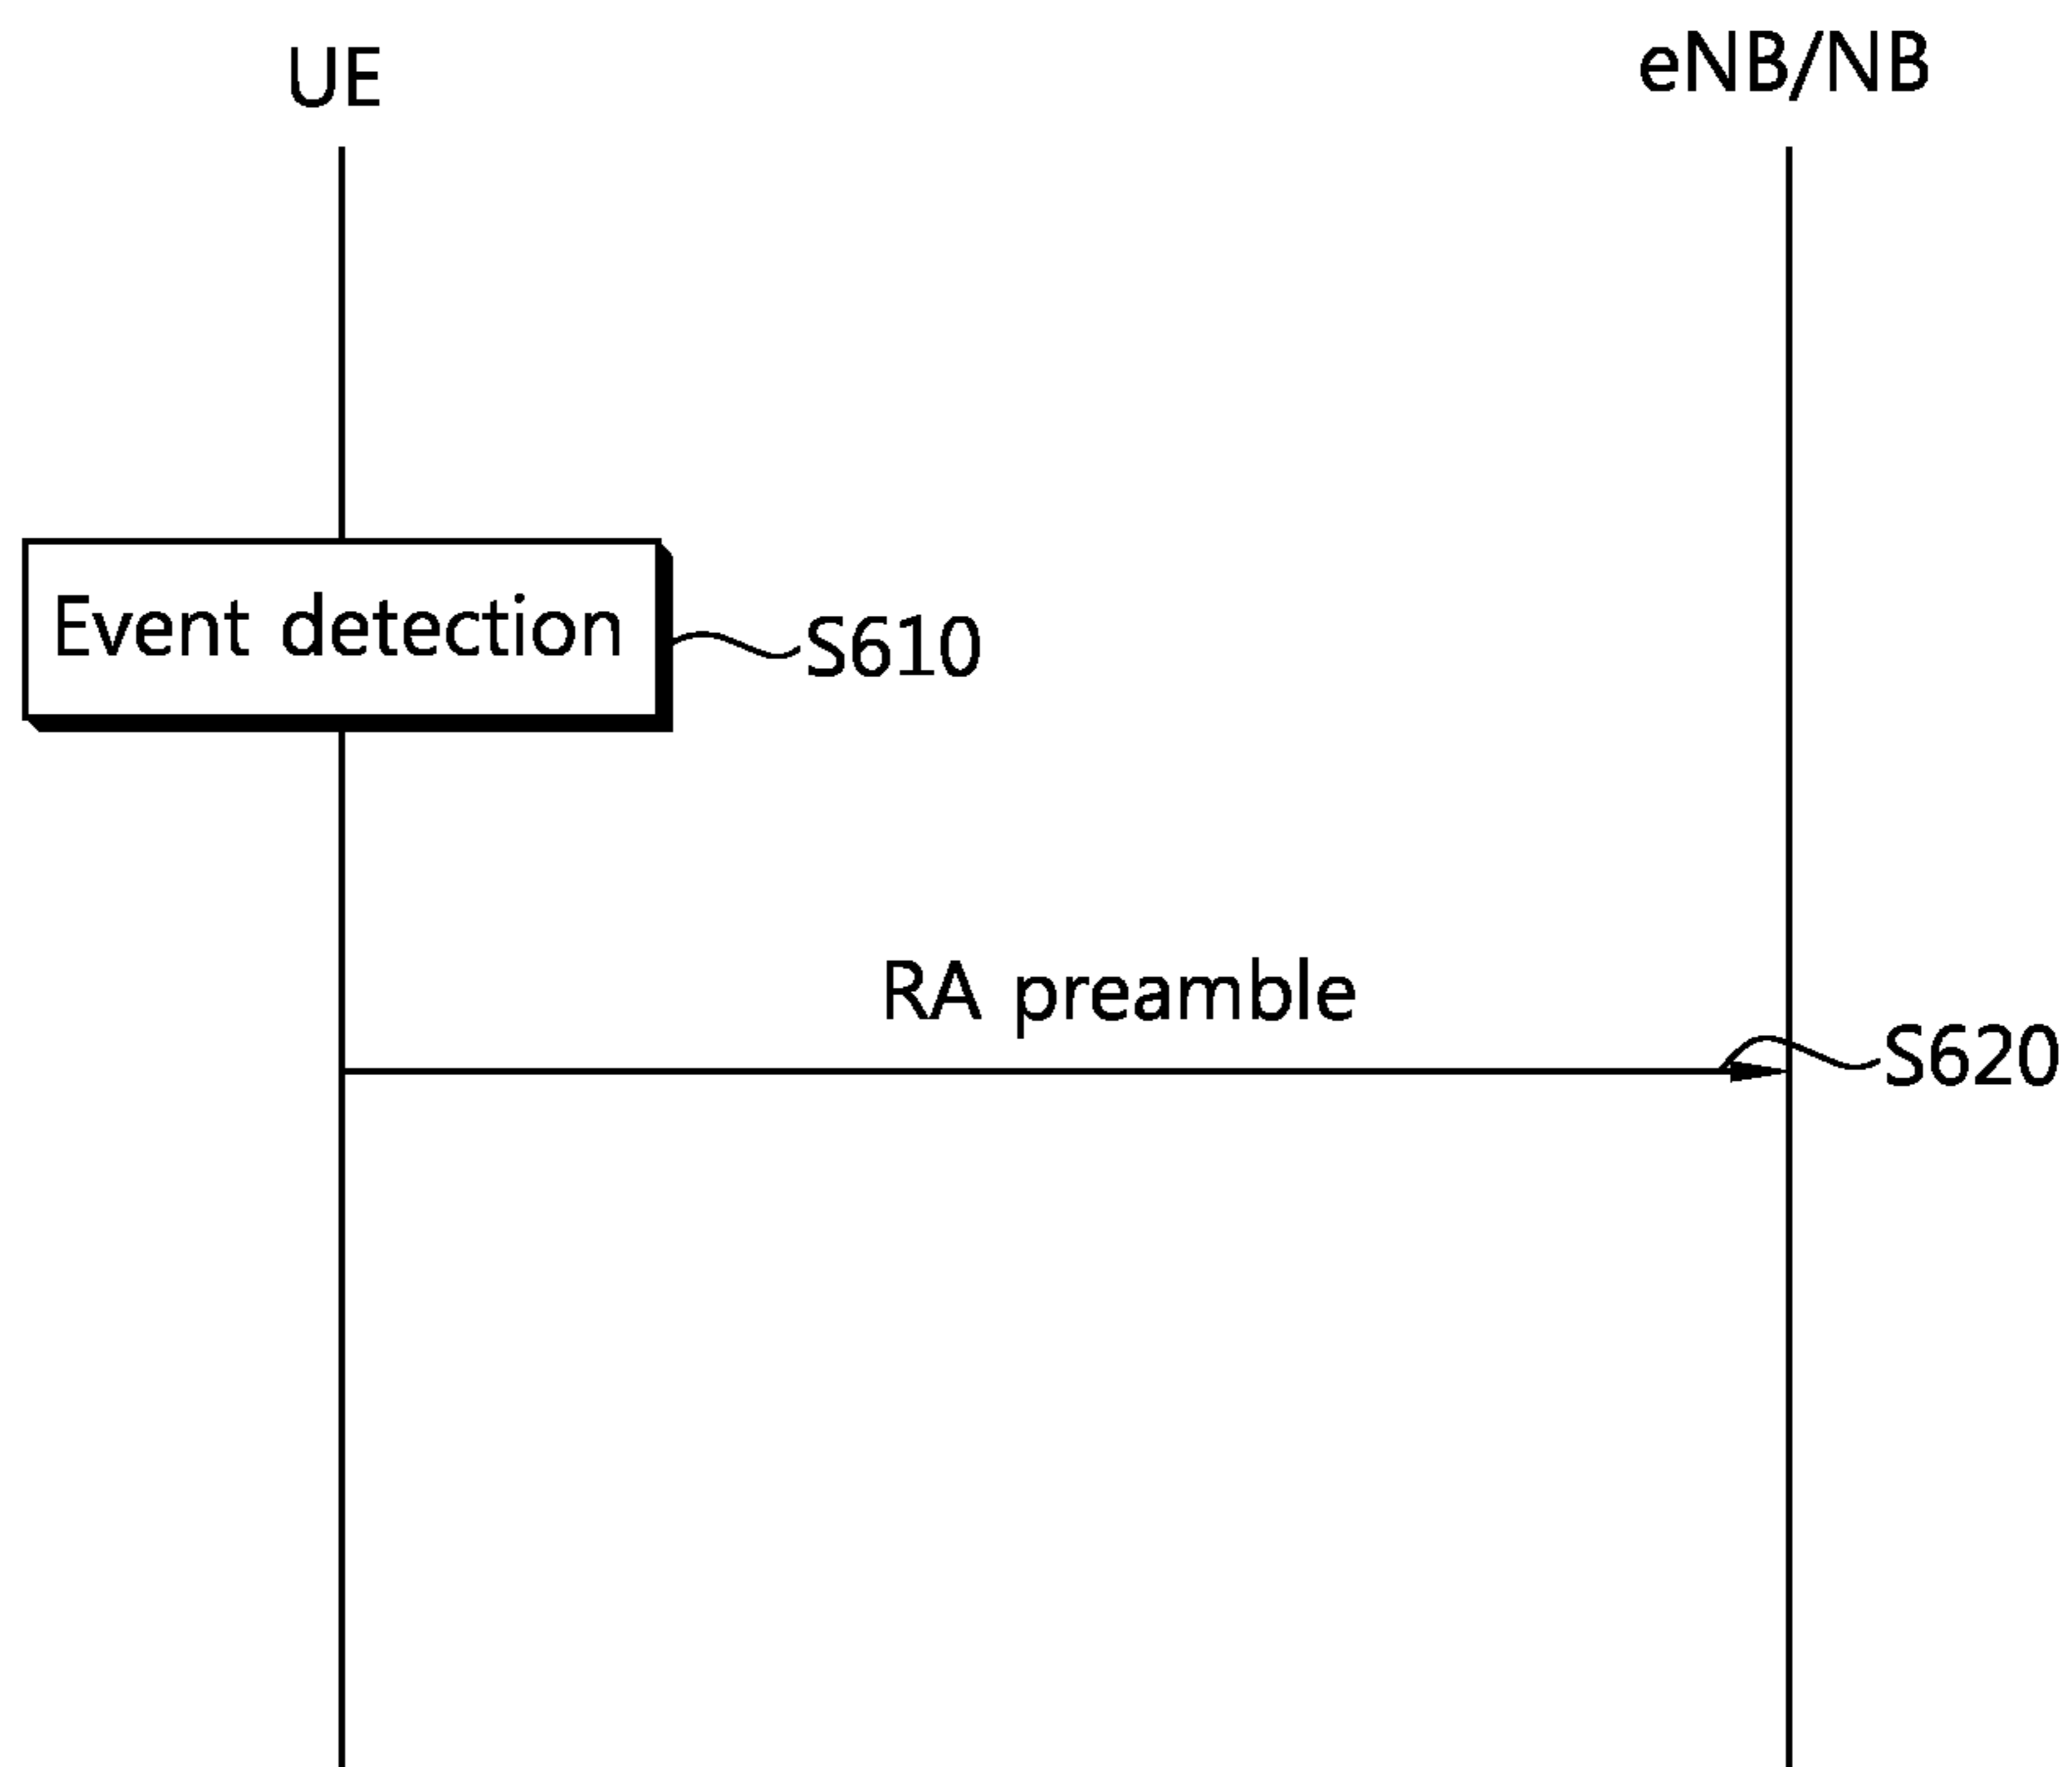 UE
eNB/NB
Event detection
S610
RA preamble
S620